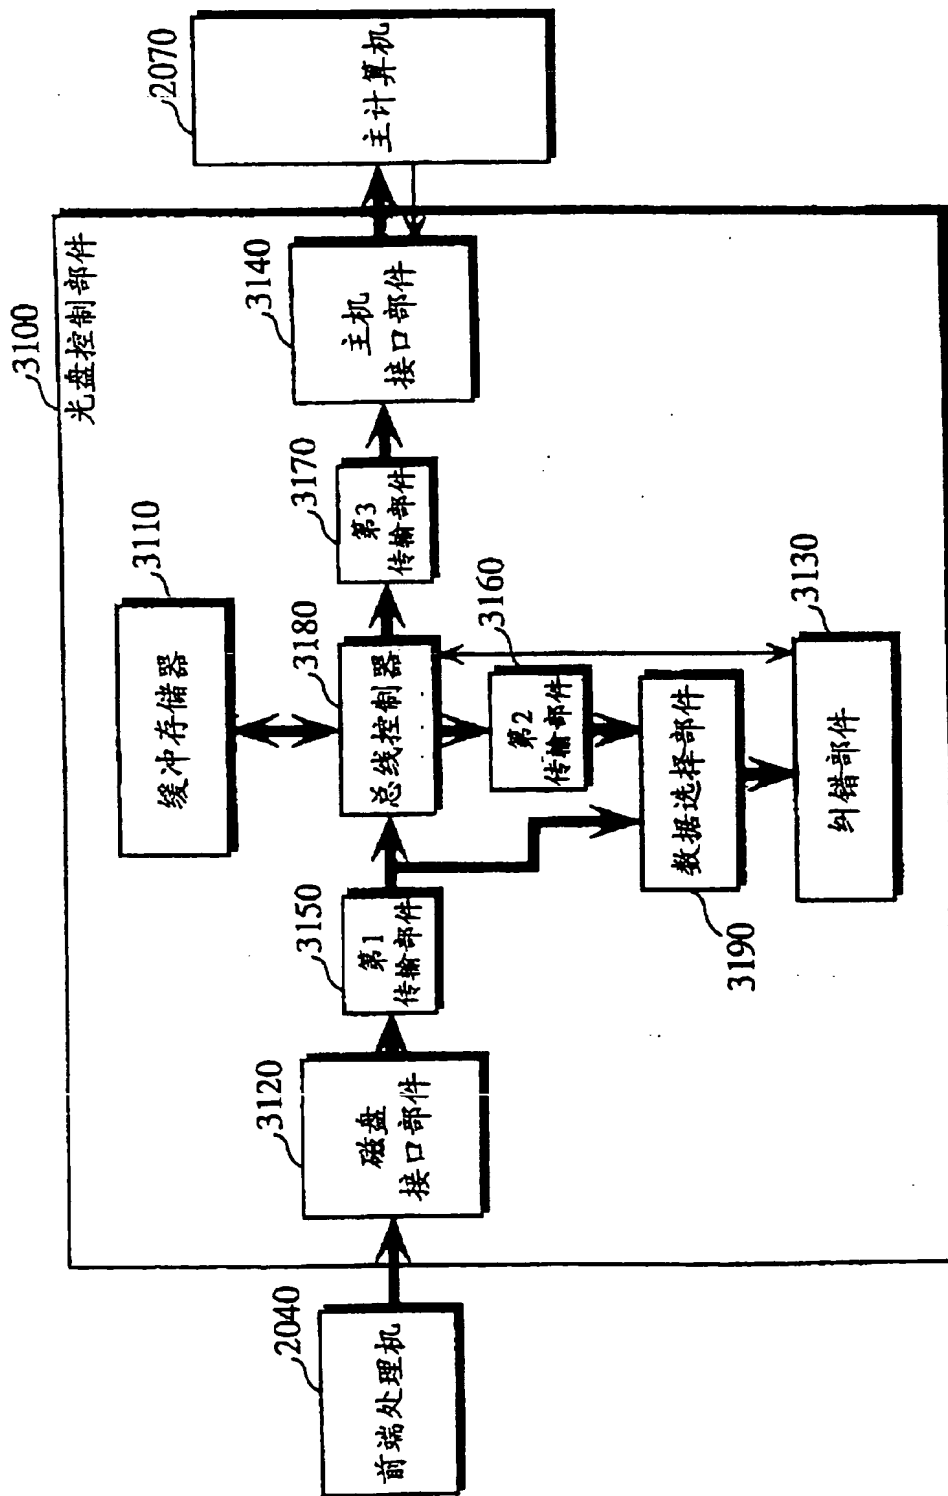 3100
光盘控制部件
3110
缓冲存储器
2040
前端处理机
3120
磁盘
接口部件
3150
第1
传输部件
3180
总线控制器
3170
第3
传输部件
3140
主机
接口部件
2070
主计算机
3160
第2
传输部件
3190
数据选择部件
3130
纠错部件